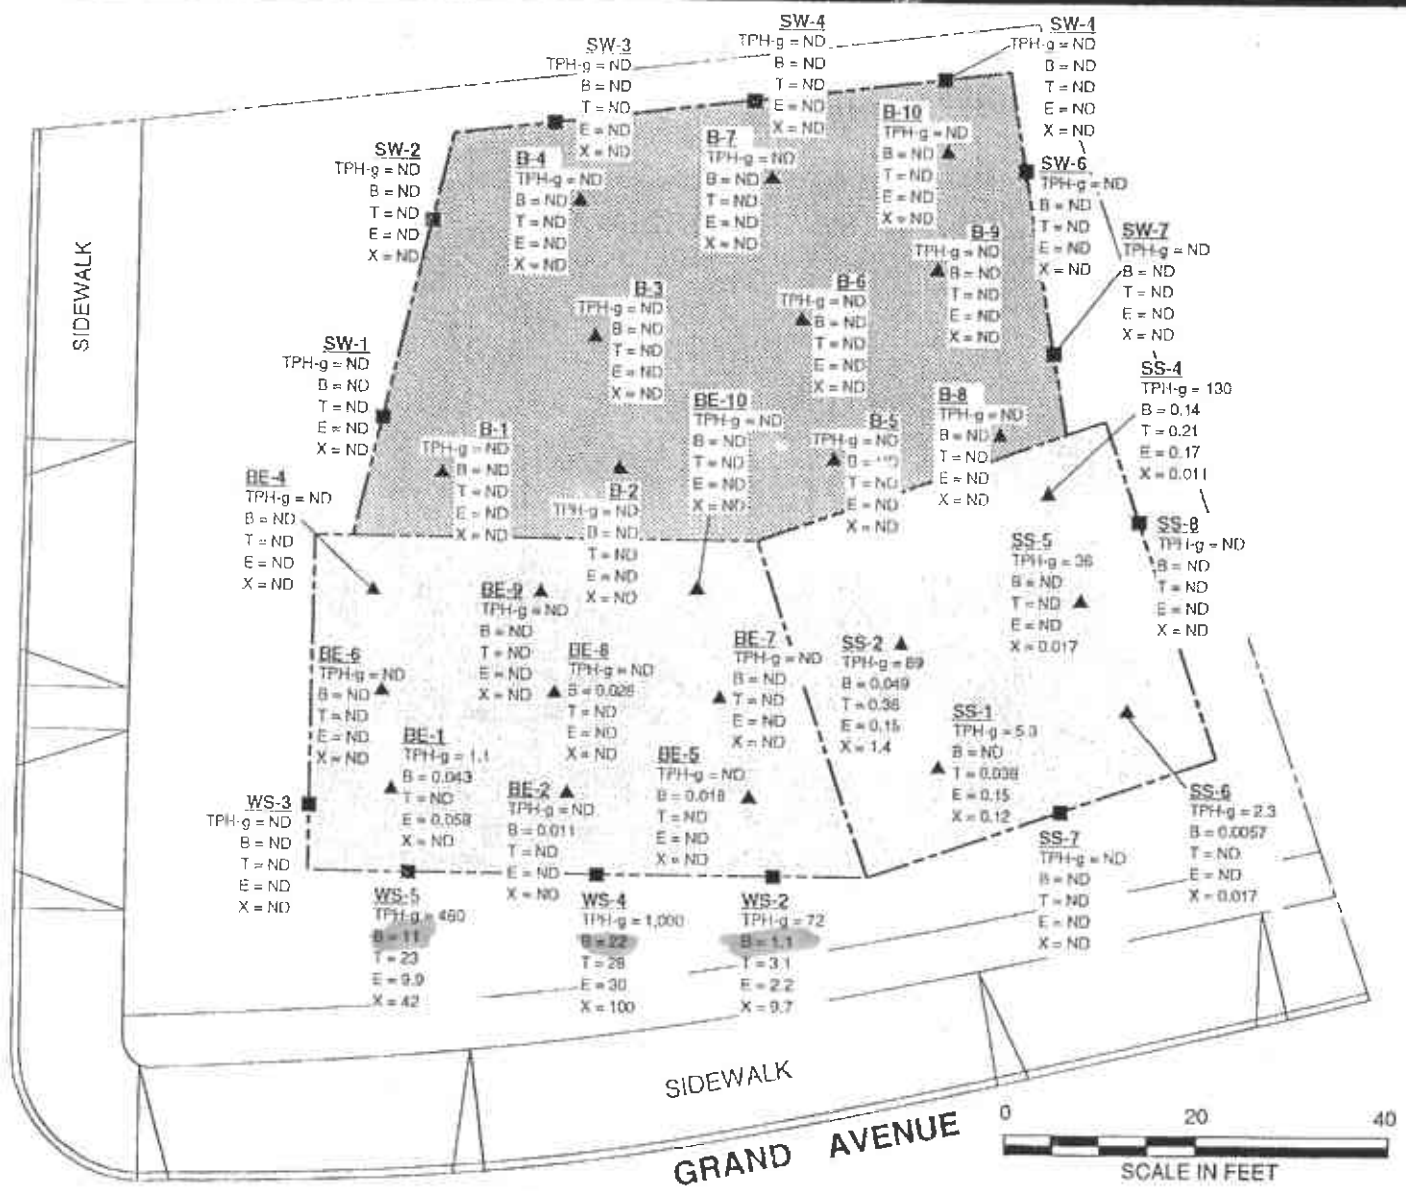 SW-3
TPH-g = ND
B = ND
T = ND
E = ND
X = ND
SW-4
TPH-g = ND
B = ND
T = ND
E = ND
X = ND
SW-4
TPH-g = ND
B = ND
T = ND
E = ND
X = ND
SW-2
TPH-g = ND
B = ND
T = ND
E = ND
X = ND
B-4
TPH-g = ND
B = ND
T = ND
E = ND
X = ND
B-7
TPH-g = ND
B = ND
T = ND
E = ND
X = ND
B-10
TPH-g = ND
B = ND
T = ND
E = ND
X = ND
SW-6
TPH-g = ND
B = ND
T = ND
E = ND
X = ND
SW-7
TPH-g = ND
B = ND
T = ND
E = ND
X = ND
B-9
TPH-g = ND
B = ND
T = ND
E = ND
X = ND
SIDEWALK
B-3
TPH-g = ND
B = ND
T = ND
E = ND
X = ND
B-6
TPH-g = ND
B = ND
T = ND
E = ND
X = ND
SW-1
TPH-g = ND
B = ND
T = ND
E = ND
X = ND
SS-4
TPH-g = 130
B = 0.14
T = 0.21
E = 0.17
X = 0.011
BE-10
TPH-g = ND
B = ND
T = ND
E = ND
X = ND
B-8
TPH-g = ND
B = ND
T = ND
E = ND
X = ND
B-1
TPH-g = ND
B = ND
T = ND
E = ND
X = ND
B-5
TPH-g = ND
T = ND
E = ND
X = ND
BE-4
TPH-g = ND
B = ND
T = ND
E = ND
X = ND
B-2
TPH-g = ND
B = ND
T = ND
E = ND
X = ND
SS-8
TPH-g = ND
B = ND
T = ND
E = ND
X = ND
SS-5
TPH-g = 36
B = ND
T = ND
E = ND
X = 0.017
BE-9
TPH-g = ND
B = ND
T = ND
E = ND
X = ND
BE-6
TPH-g = ND
B = ND
T = ND
E = ND
X = ND
BE-8
TPH-g = ND
B = 0.026
T = ND
E = ND
X = ND
BE-7
TPH-g = ND
B = ND
T = ND
E = ND
X = ND
SS-2
TPH-g = 89
B = 0.049
T = 0.36
E = 0.15
X = 1.4
SS-1
TPH-g = 5.3
B = ND
T = 0.038
E = 0.15
X = 0.12
BE-1
TPH-g = 1.1
B = 0.043
T = ND
E = 0.058
X = ND
BE-2
TPH-g = ND
B = 0.011
T = ND
E = ND
X = ND
BE-5
TPH-g = ND
B = 0.018
T = ND
E = ND
X = ND
WS-3
TPH-g = ND
B = ND
T = ND
E = ND
X = ND
SS-6
TPH-g = 2.3
B = 0.0057
T = ND
E = ND
X = 0.017
SS-7
TPH-g = ND
B = ND
T = ND
E = ND
X = ND
WS-5
TPH-g = 460
B = 11
T = 23
E = 9.9
X = 42
WS-4
TPH-g = 1,000
B = 22
T = 28
E = 30
X = 100
WS-2
TPH-g = 72
B = 1.1
T = 3.1
E = 2.2
X = 9.7
SIDEWALK
GRAND AVENUE
0 20 40
SCALE IN FEET